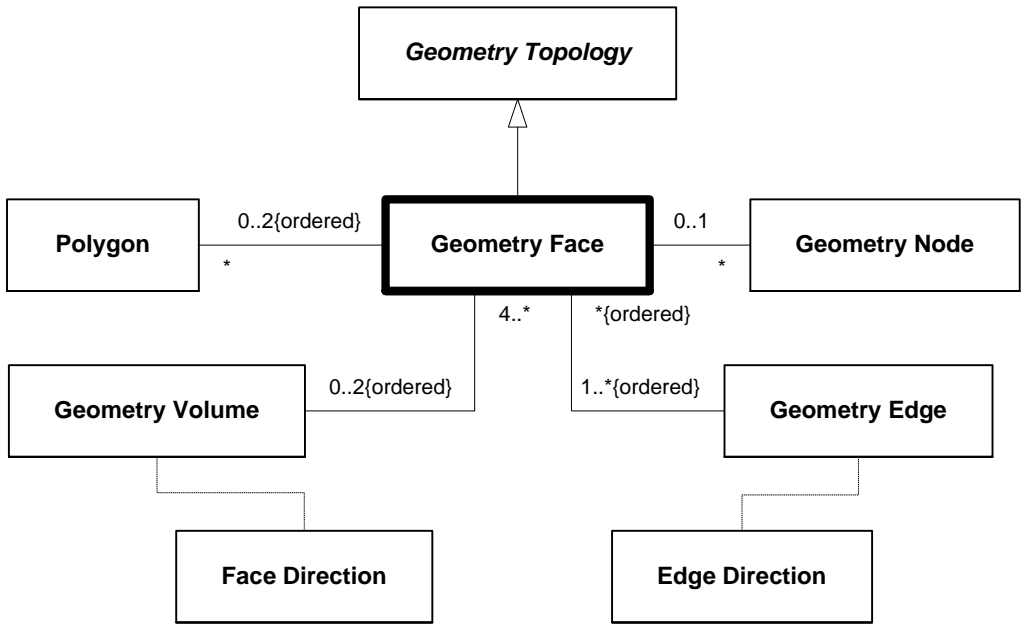 Geometry Topology
Polygon
0..2{ordered}
*
Geometry Face
0..1
*
Geometry Node
4..*
*{ordered}
Geometry Volume
0..2{ordered}
1..*{ordered}
Geometry Edge
Face Direction
Edge Direction